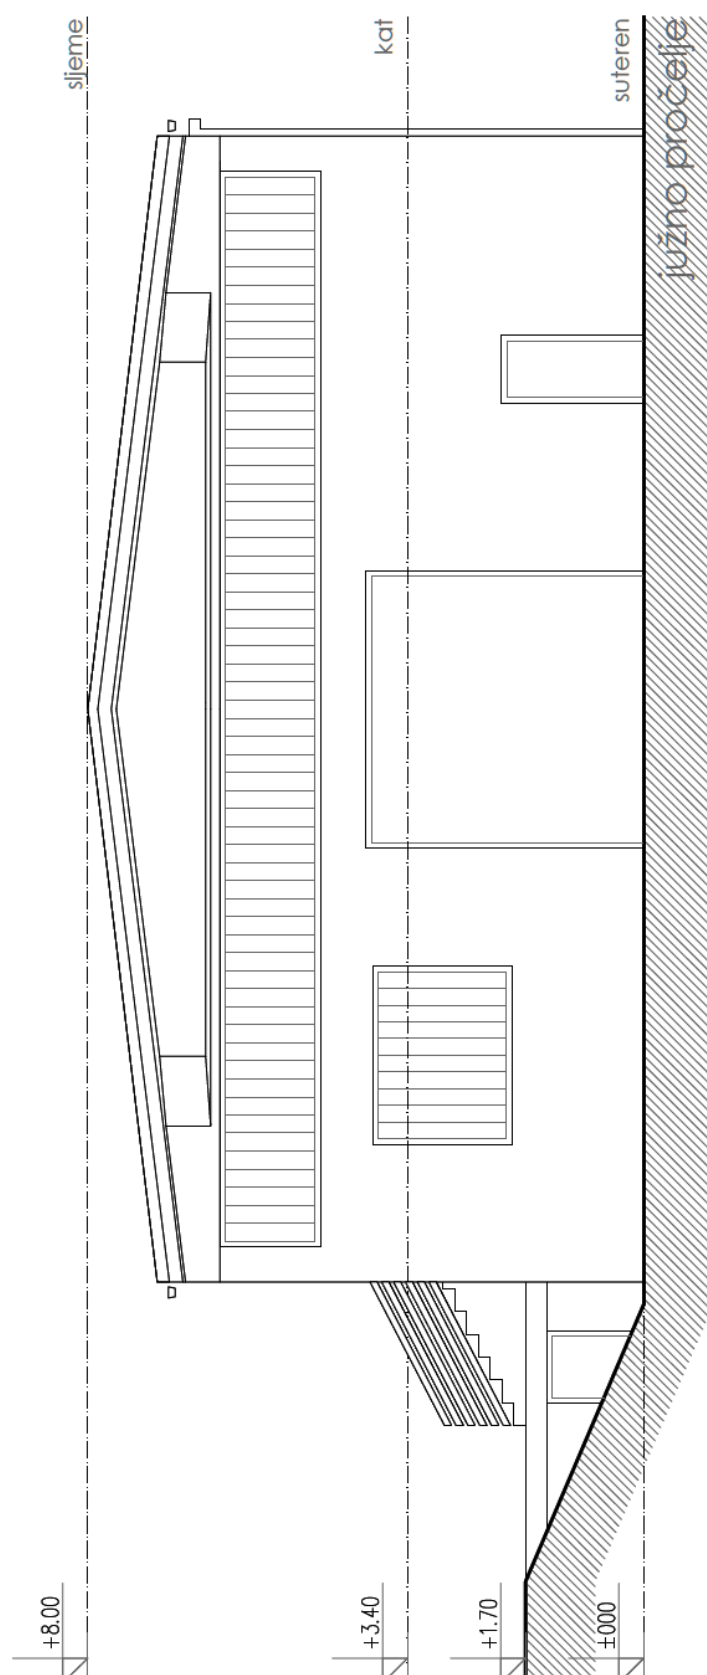 sljeme
kat
suteren
južno pročelje
+8.00
+3.40
+1.70
±000